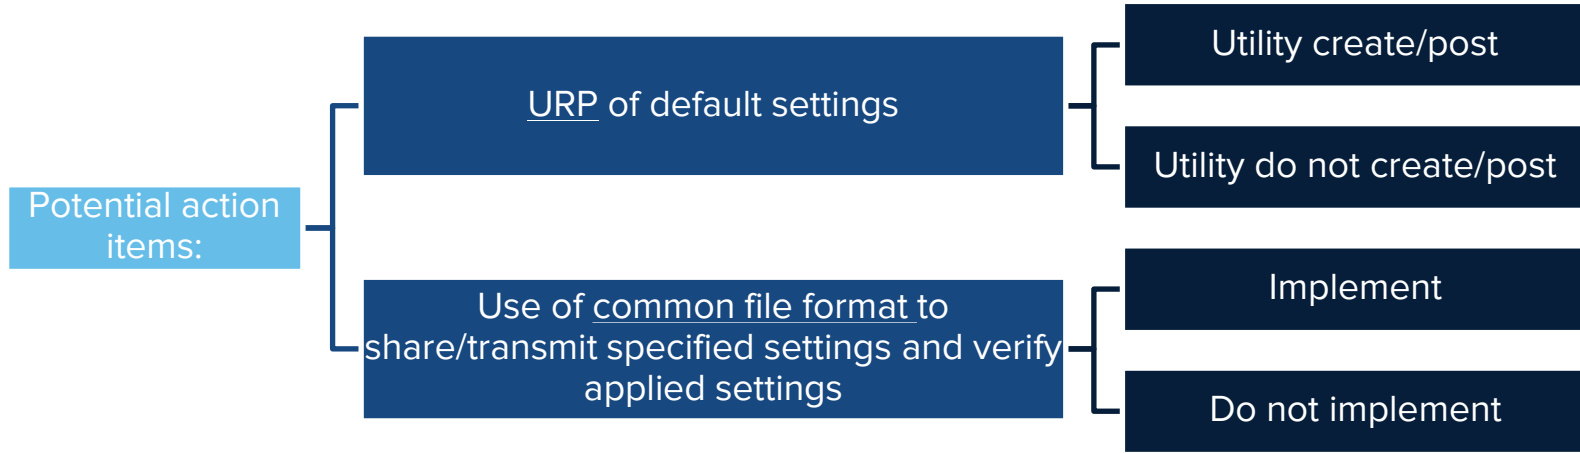 Potential action
items:
URP of default settings
Utility create/post
Utility do not create/post
Use of common file format to
share/transmit specified settings and verify
applied settings
Implement
Do not implement